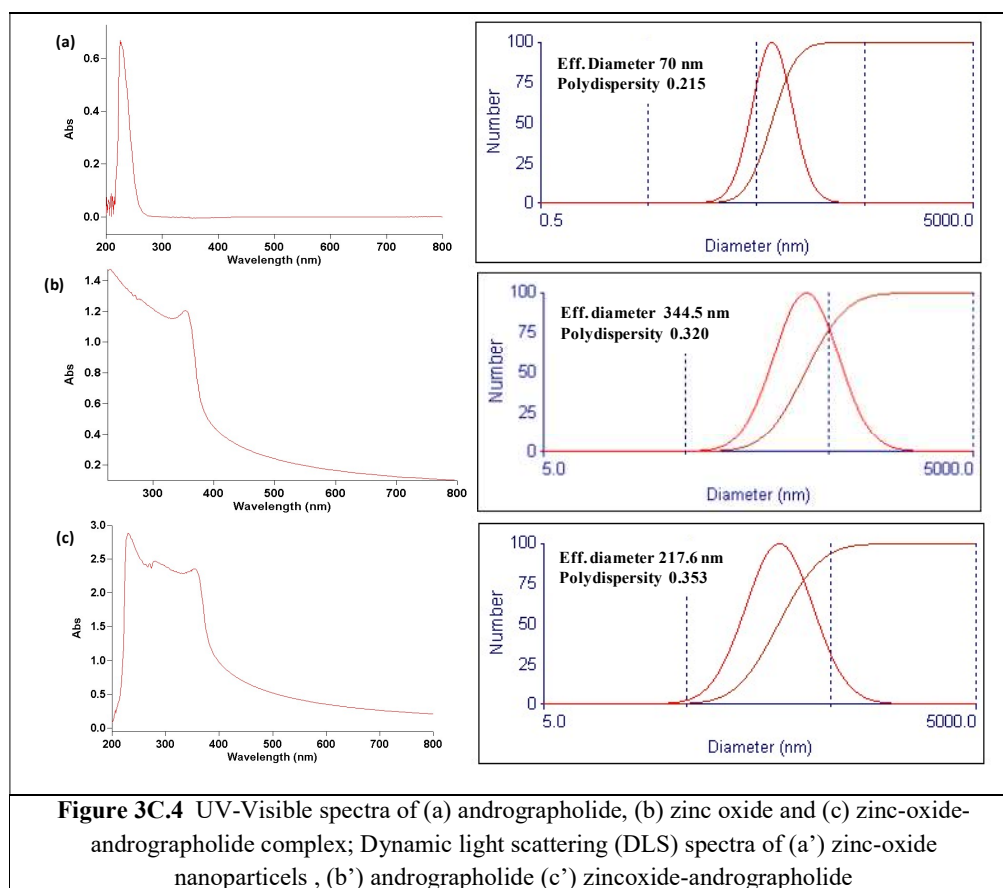 (a)
0.6
0.4
0.2
0.0
Abs
200 300 400 500 600 700 800
Wavelength (nm)
Eff. Diameter 70 nm
Polydispersity 0.215
100
75
50
25
0
Number
0.5 5000.0
Diameter (nm)
(b)
1.4
1.2
1.0
0.8
0.6
0.4
0.2
Abs
300 400 500 600 700 800
Wavelength (nm)
Eff. diameter 344.5 nm
Polydispersity 0.320
100
75
50
25
0
Number
5.0 5000.0
Diameter (nm)
(c)
3.0
2.5
2.0
1.5
1.0
0.5
0.0
Abs
200 300 400 500 600 700 800
Wavelength (nm)
Eff. diameter 217.6 nm
Polydispersity 0.353
100
75
50
25
0
Number
5.0 5000.0
Diameter (nm)
Figure 3C.4 UV-Visible spectra of (a) andrographolide, (b) zinc oxide and (c) zinc-oxide-
andrographolide complex; Dynamic light scattering (DLS) spectra of (a’) zinc-oxide
nanoparticels , (b’) andrographolide (c’) zincoxide-andrographolide